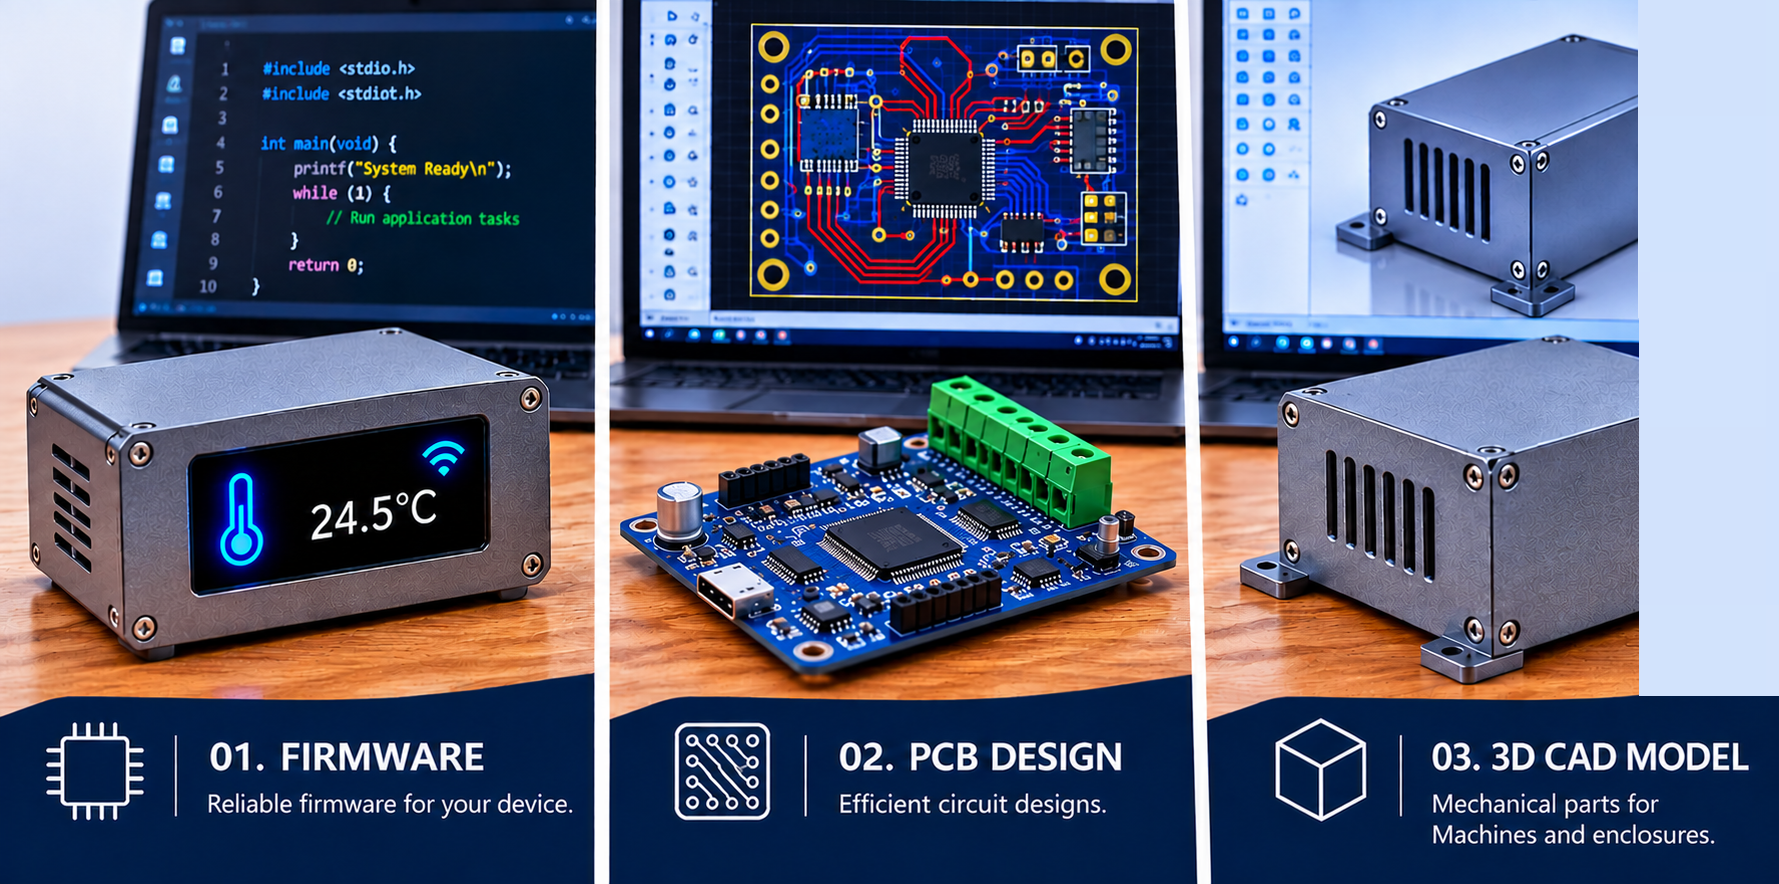 1 #include <stdio.h>
2 #include <stdiot.h>
3
4 int main(void) {
5 printf("System Ready\n");
6 while (1) {
7 // Run application tasks
8 }
9 return 0;
10 }
24.5°C
01. FIRMWARE
Reliable firmware for your device.
02. PCB DESIGN
Efficient circuit designs.
03. 3D CAD MODEL
Mechanical parts for
Machines and enclosures.